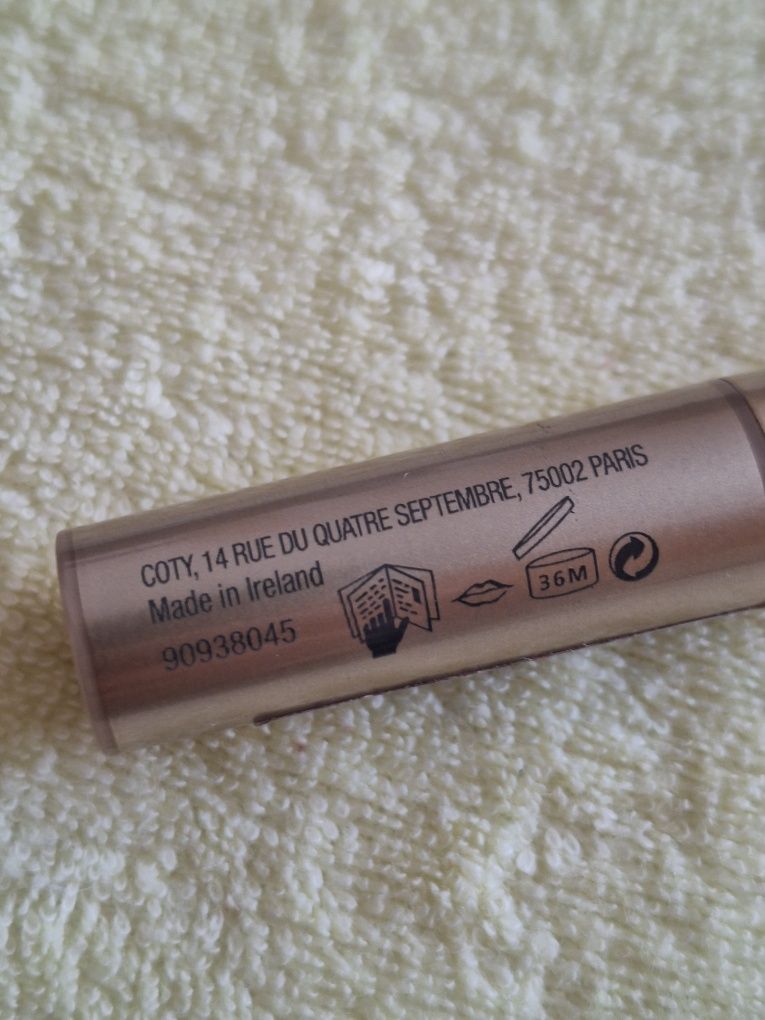 COTY, 14 RUE DU QUATRE SEPTEMBRE, 75002 PARIS
Made in Ireland
90938045
36M